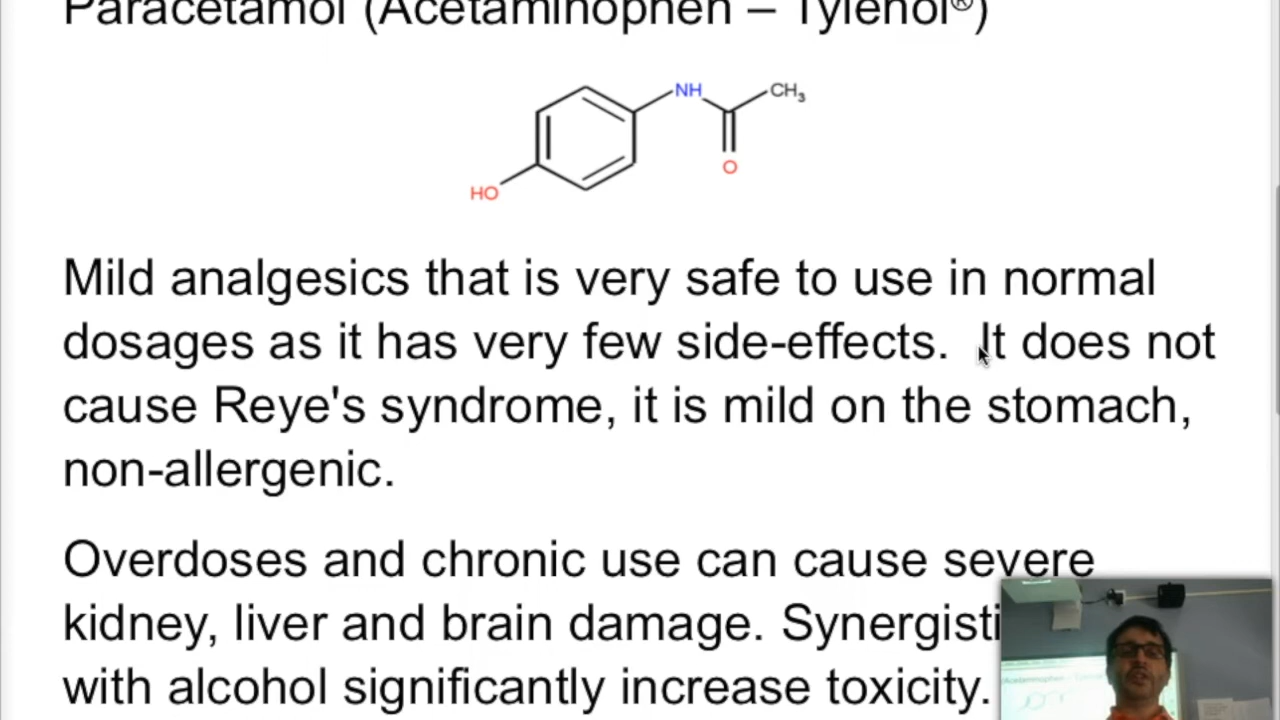 Paracetamol (Acetaminophen – Tylenol®)
NH
CH3
O
HO
Mild analgesics that is very safe to use in normal
dosages as it has very few side-effects. It does not
cause Reye's syndrome, it is mild on the stomach,
non-allergenic.
Overdoses and chronic use can cause severe
kidney, liver and brain damage. Synergisti
with alcohol significantly increase toxicity.